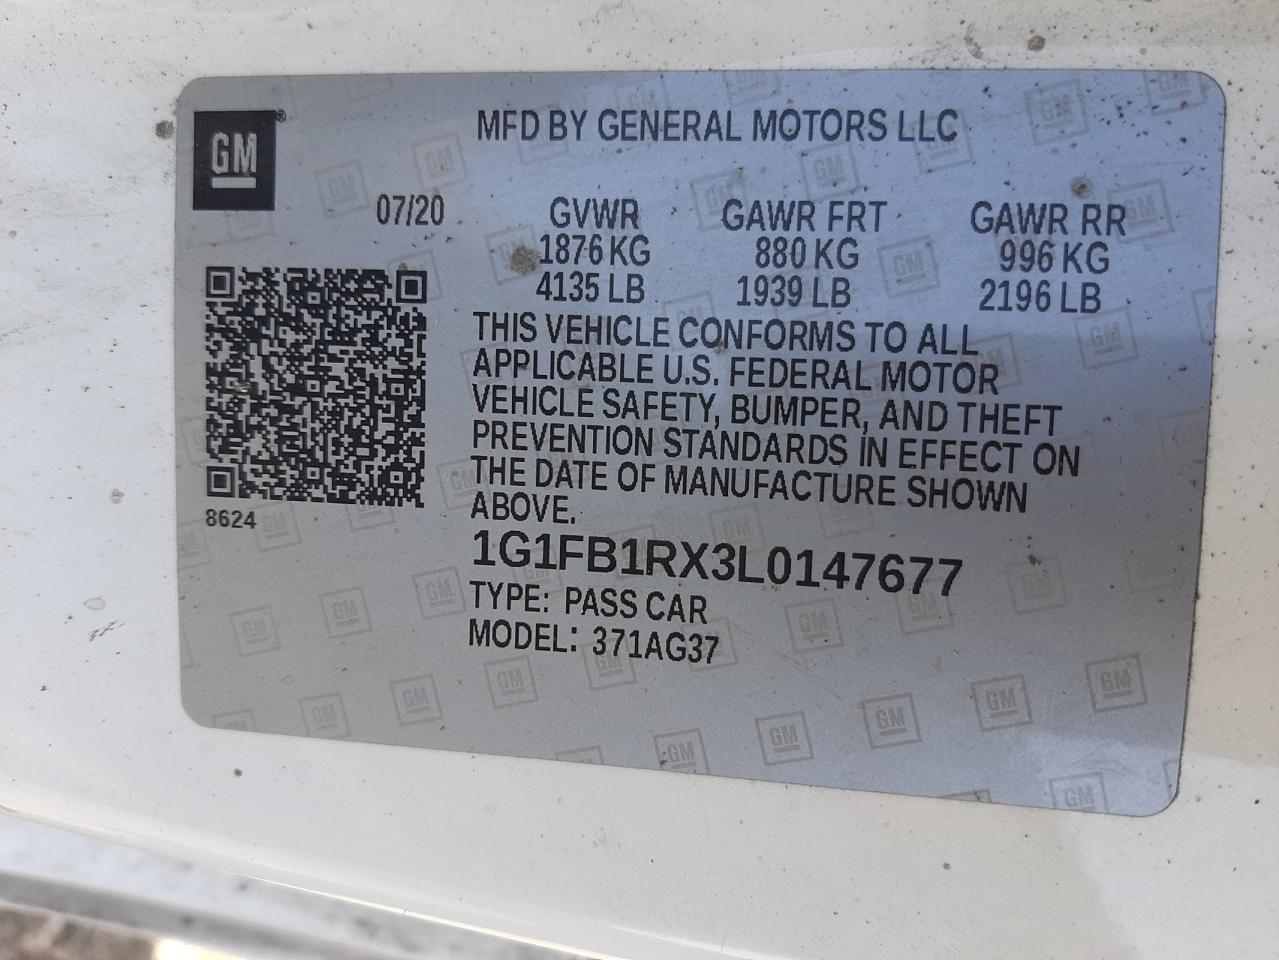 GM
MFD BY GENERAL MOTORS LLC
07/20
GVWR GAWR FRT GAWR RR
1876 KG 880 KG 996 KG
4135 LB 1939 LB 2196 LB
THIS VEHICLE CONFORMS TO ALL
APPLICABLE U.S. FEDERAL MOTOR
VEHICLE SAFETY, BUMPER, AND THEFT
PREVENTION STANDARDS IN EFFECT ON
THE DATE OF MANUFACTURE SHOWN
ABOVE.
8624
1G1FB1RX3L0147677
TYPE: PASS CAR
MODEL: 371AG37